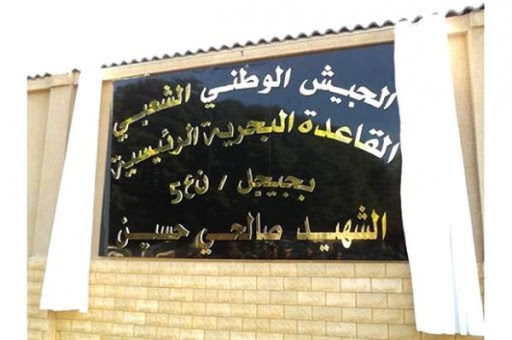 الجيش الوطني الشعبي
القاعدة البحرية الرئيسية
بجيجل / ن ع 5
الشهيد صالحي حسين